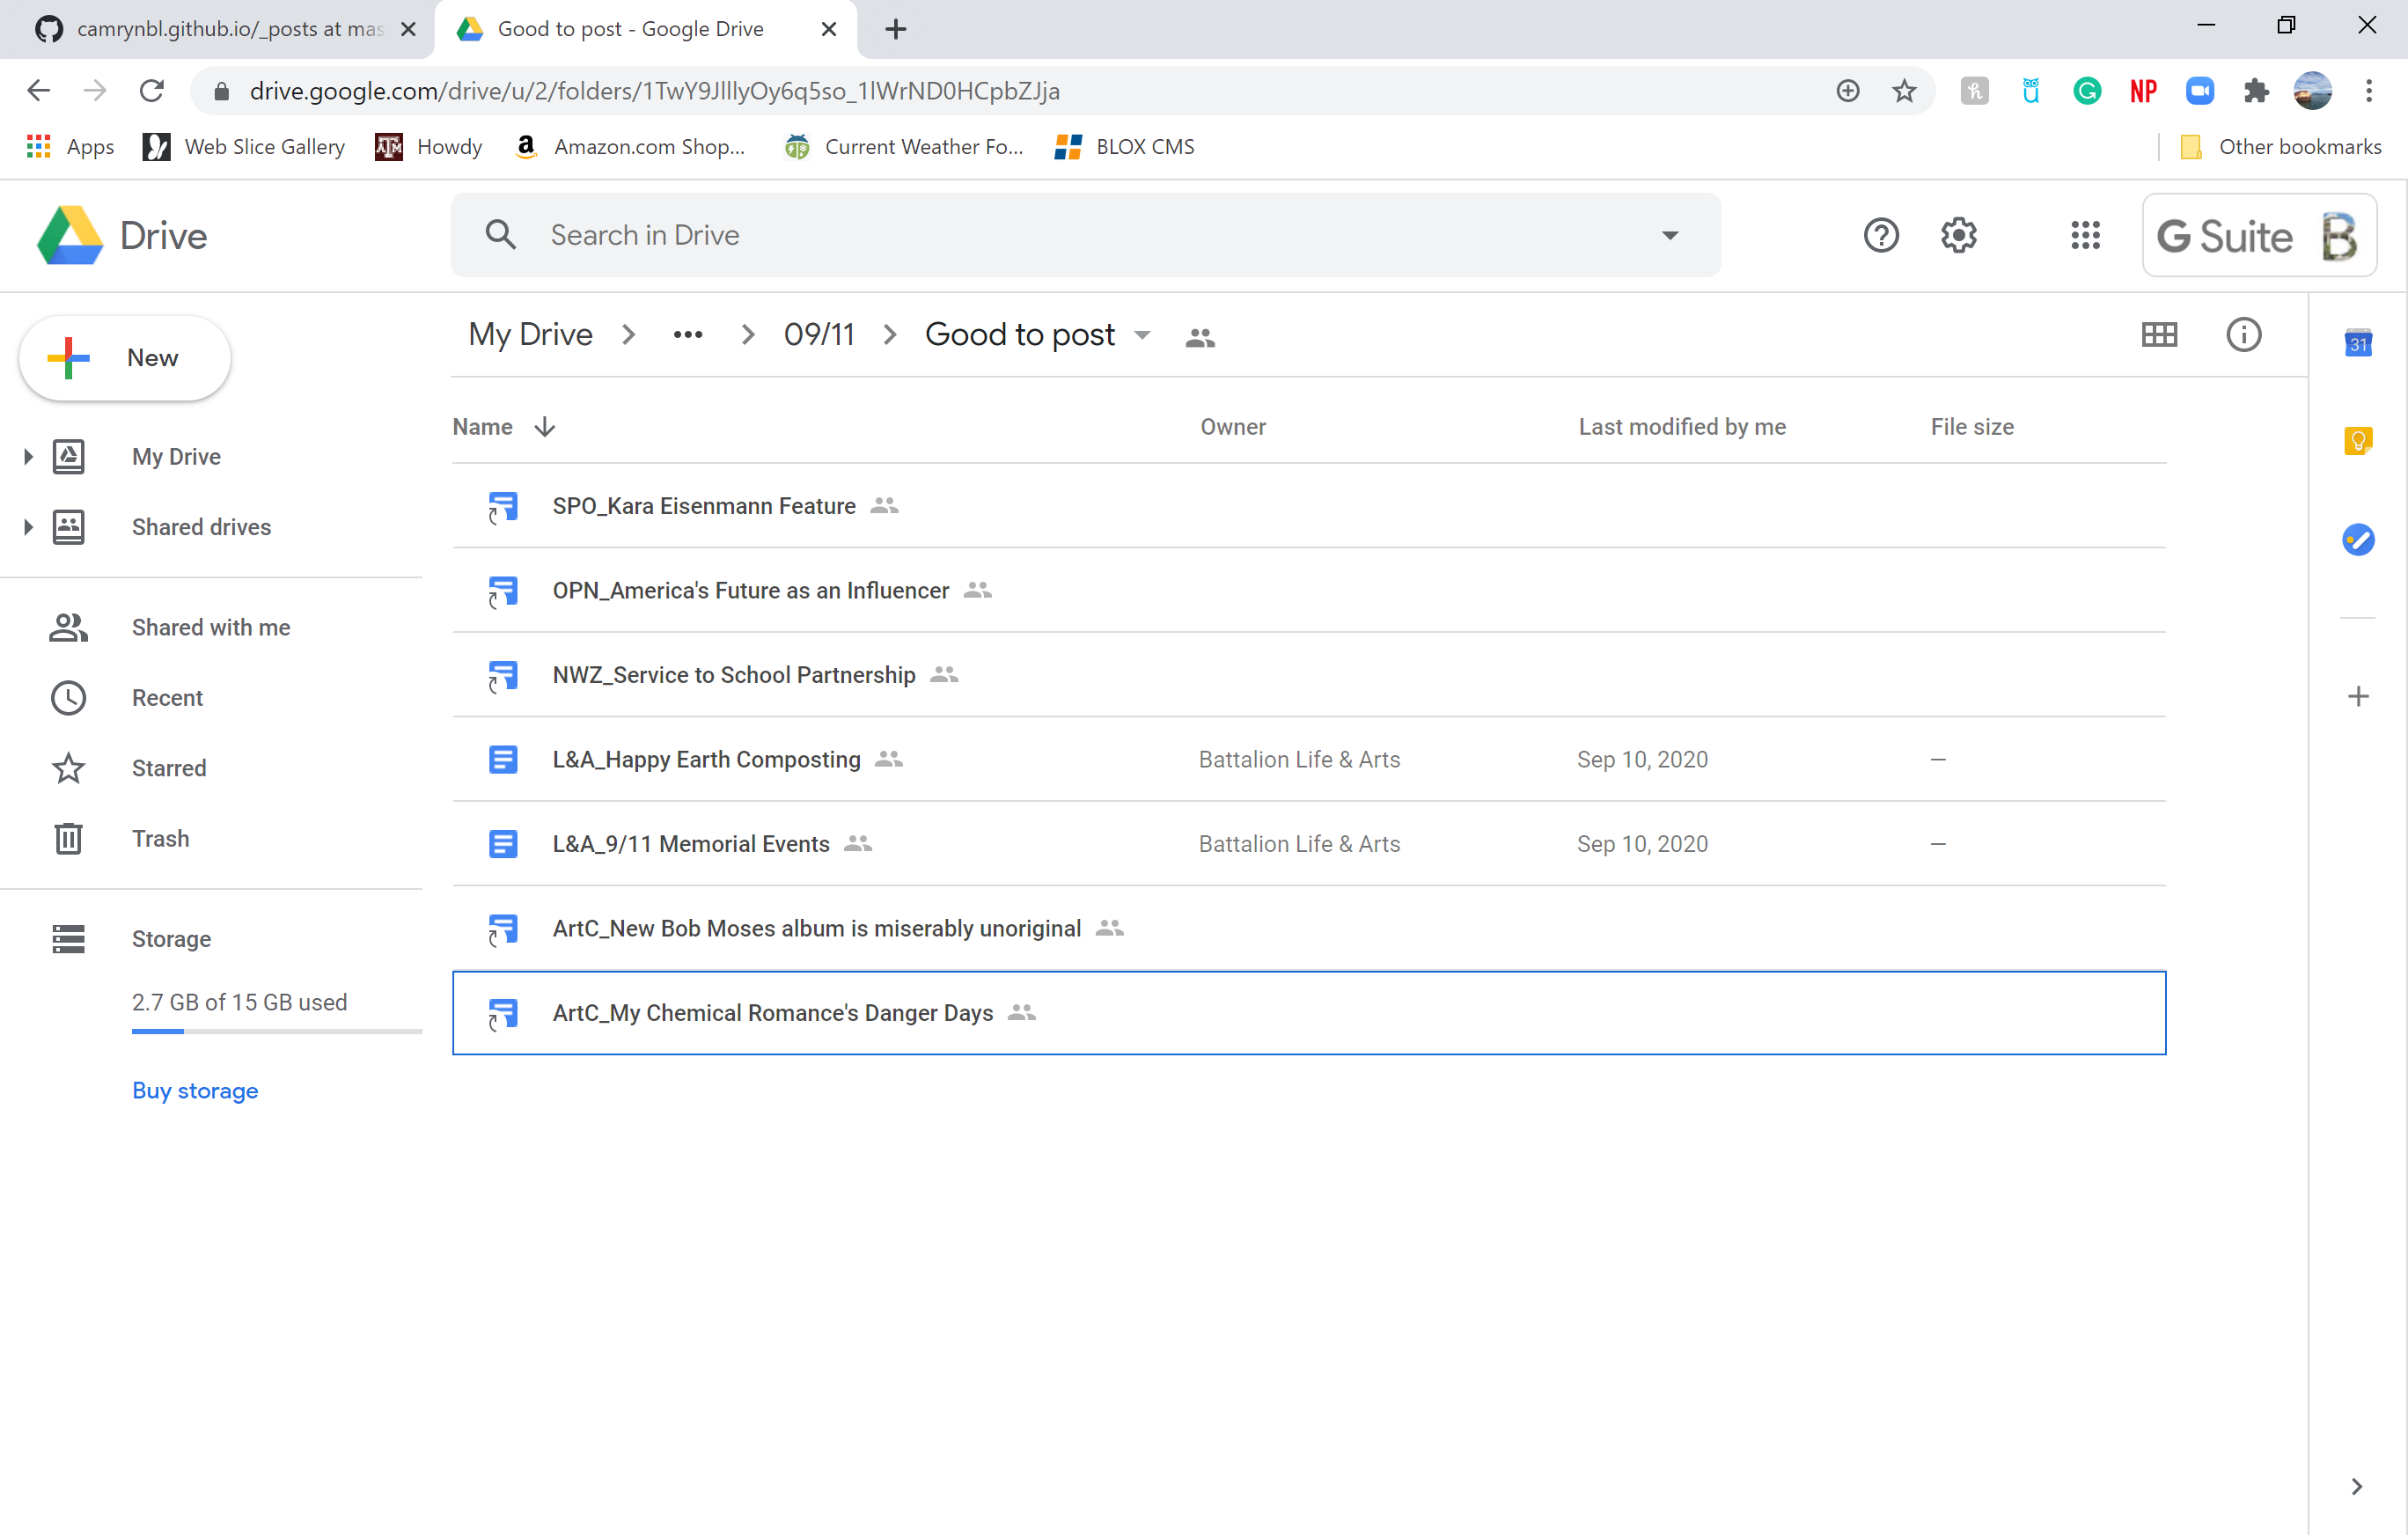 camrynbl.github.io/_posts at mas
Good to post - Google Drive
drive.google.com/drive/u/2/folders/1TwY9JlllyOy6q5so_1lWrND0HCpbZJja
NP
Apps
Web Slice Gallery
Howdy
Amazon.com Shop...
Current Weather Fo...
BLOX CMS
Other bookmarks
Drive
Search in Drive
G Suite B
New
My Drive
Shared drives
Shared with me
Recent
Starred
Trash
Storage
2.7 GB of 15 GB used
Buy storage
My Drive > ••• > 09/11 > Good to post
Name
Owner
Last modified by me
File size
SPO_Kara Eisenmann Feature
OPN_America's Future as an Influencer
NWZ_Service to School Partnership
L&A_Happy Earth Composting Battalion Life & Arts Sep 10, 2020 —
L&A_9/11 Memorial Events Battalion Life & Arts Sep 10, 2020 —
ArtC_New Bob Moses album is miserably unoriginal
ArtC_My Chemical Romance's Danger Days
31